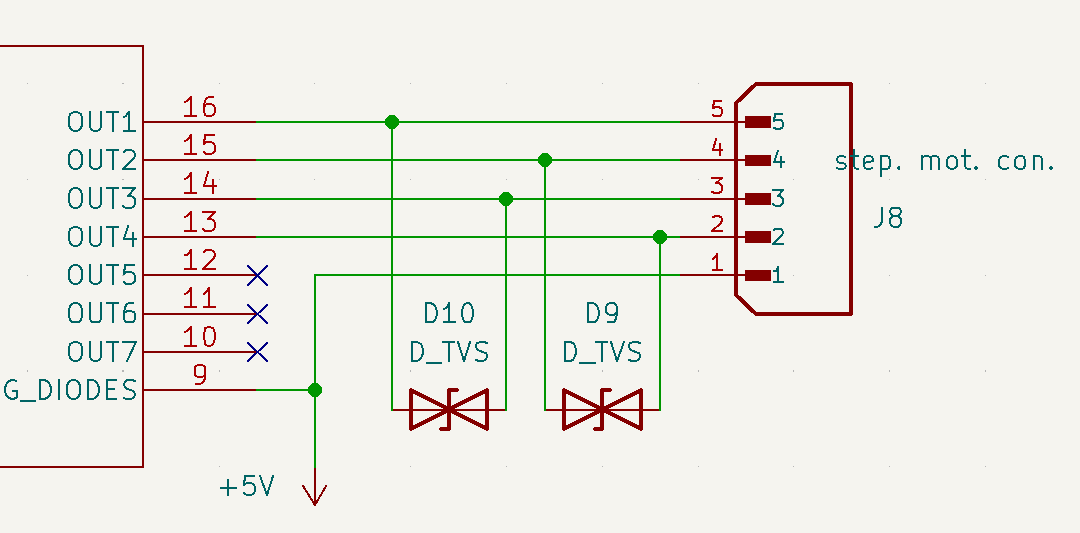 OUT1 16
OUT2 15
OUT3 14
OUT4 13
OUT5 12
OUT6 11
OUT7 10
G_DIODES 9
+5V
D10
D_TVS
D9
D_TVS
5 5
4 4
3 3
2 2
1 1
step. mot. con.
J8